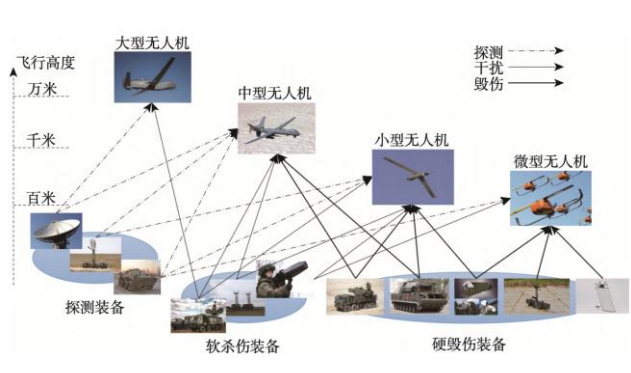 大型无人机
飞行高度
探测
干扰
毁伤
万米
中型无人机
千米
小型无人机
微型无人机
百米
探测装备
软杀伤装备
硬毁伤装备